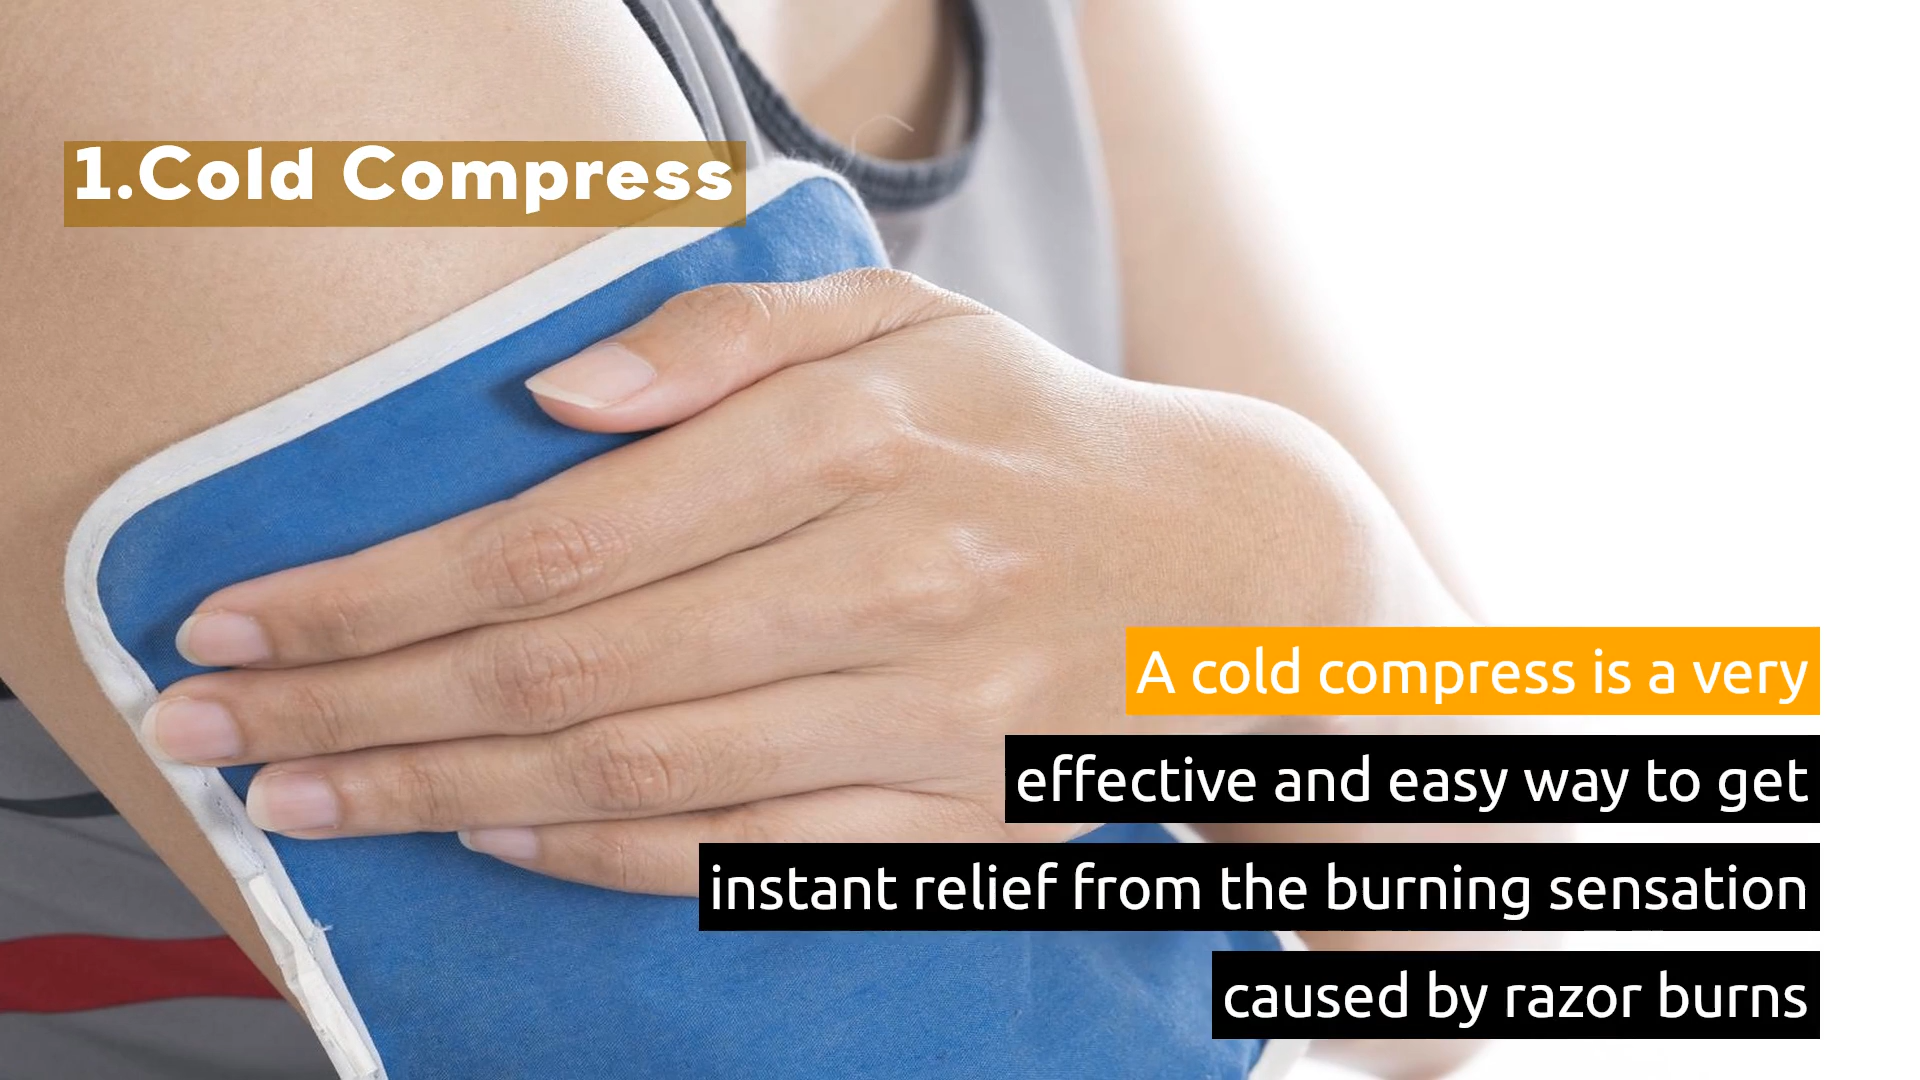 1.Cold Compress
A cold compress is a very
effective and easy way to get
instant relief from the burning sensation
caused by razor burns